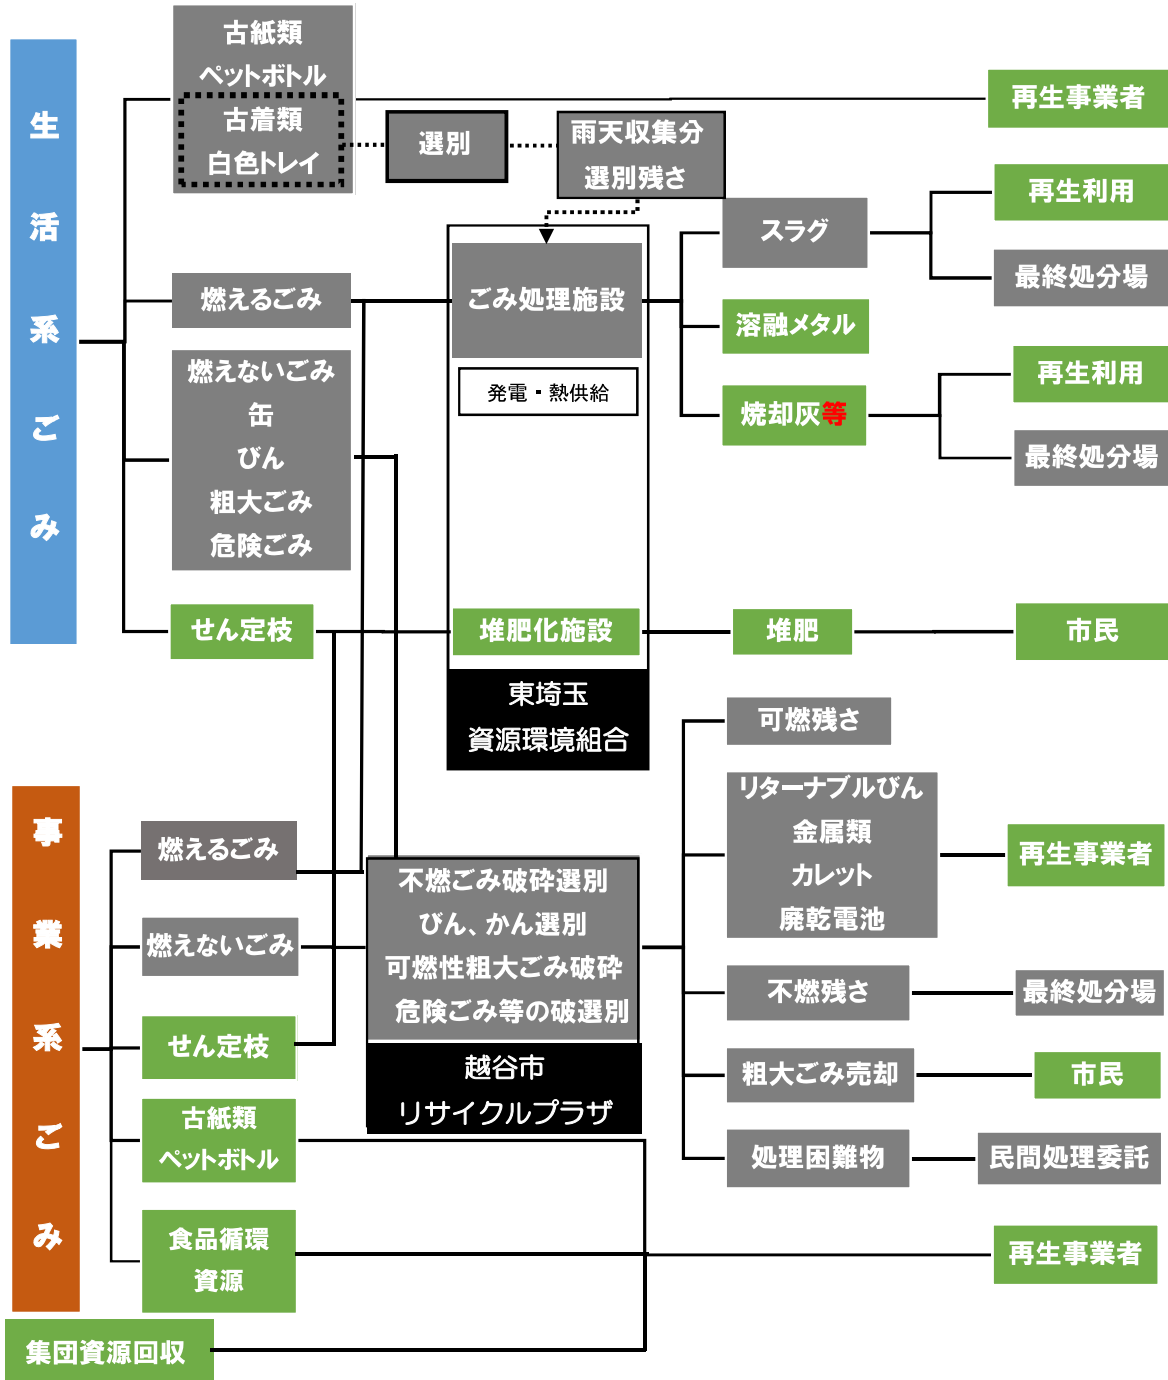 生活系ごみ
古紙類
ペットボトル
古着類
白色トレイ
選別
雨天収集分
選別残さ
再生事業者
燃えるごみ
ごみ処理施設
発電・熱供給
スラグ
再生利用
最終処分場
溶融メタル
焼却灰等
再生利用
最終処分場
燃えないごみ
缶
びん
粗大ごみ
危険ごみ
せん定枝
堆肥化施設
堆肥
市民
東埼玉
資源環境組合
事業系ごみ
燃えるごみ
燃えないごみ
せん定枝
古紙類
ペットボトル
食品循環
資源
集団資源回収
不燃ごみ破砕選別
びん、かん選別
可燃性粗大ごみ破砕
危険ごみ等の破選別
越谷市
リサイクルプラザ
可燃残さ
リターナブルびん
金属類
カレット
廃乾電池
再生事業者
不燃残さ
最終処分場
粗大ごみ売却
市民
処理困難物
民間処理委託
再生事業者